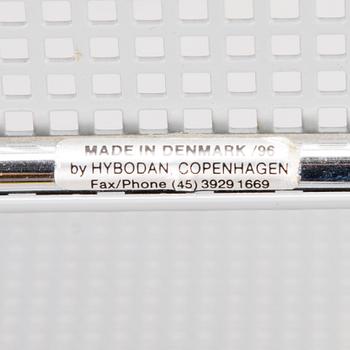 MADE IN DENMARK /96
by HYBODAN, COPENHAGEN
Fax/Phone (45) 3929 1669